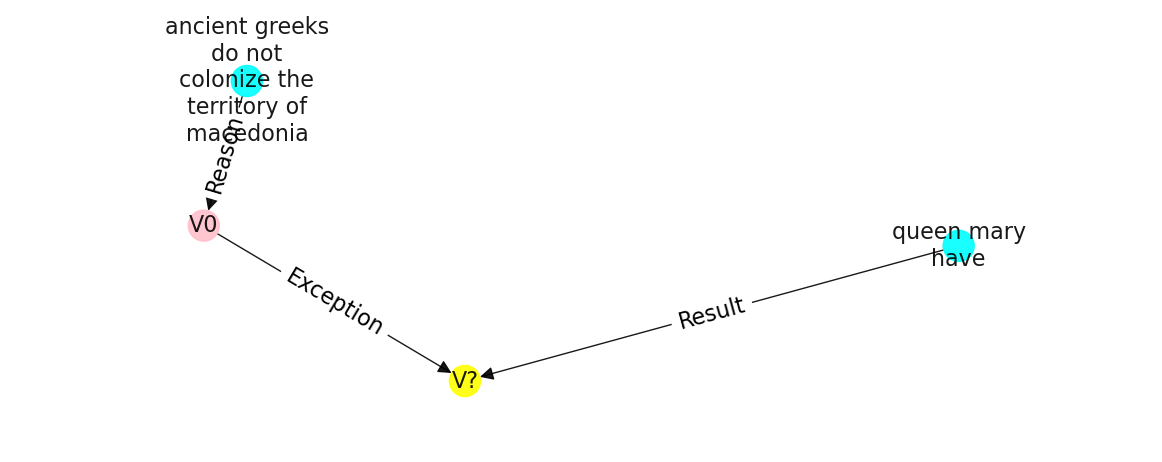 ancient greeks
do not
colonize the
territory of
macedonia
Reason
V0
queen mary
have
Exception
Result
V?